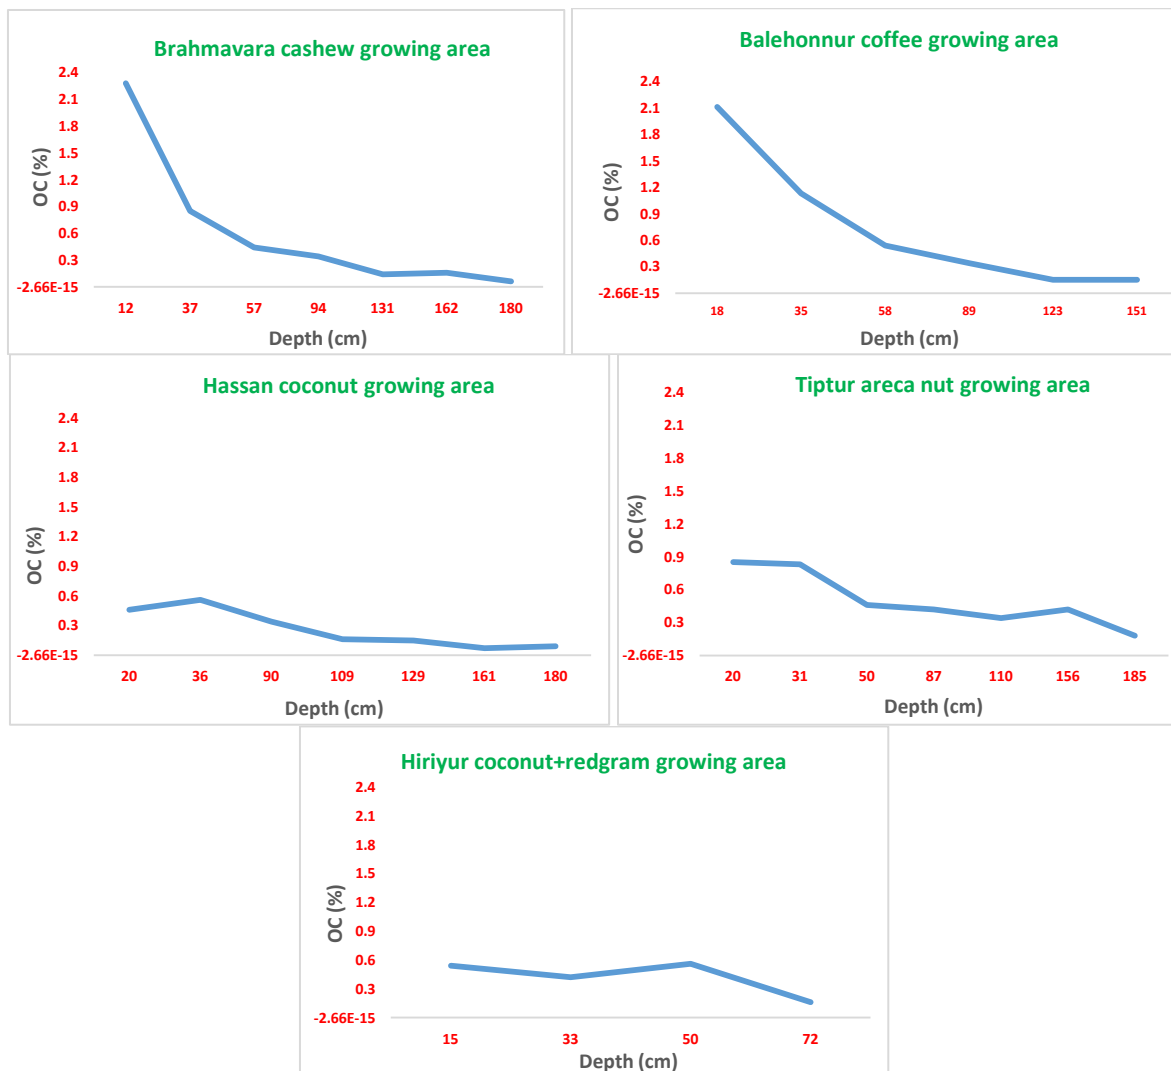 Brahmavara cashew growing area
2.4
2.1
1.8
1.5
1.2
0.9
0.6
0.3
-2.66E-15
OC (%)
12 37 57 94 131 162 180
Depth (cm)
Balehonnur coffee growing area
2.4
2.1
1.8
1.5
1.2
0.9
0.6
0.3
-2.66E-15
OC (%)
18 35 58 89 123 151
Depth (cm)
Hassan coconut growing area
2.4
2.1
1.8
1.5
1.2
0.9
0.6
0.3
-2.66E-15
OC (%)
20 36 90 109 129 161 180
Depth (cm)
Tiptur areca nut growing area
2.4
2.1
1.8
1.5
1.2
0.9
0.6
0.3
-2.66E-15
OC (%)
20 31 50 87 110 156 185
Depth (cm)
Hiriyur coconut+redgram growing area
2.4
2.1
1.8
1.5
1.2
0.9
0.6
0.3
-2.66E-15
OC (%)
15 33 50 72
Depth (cm)